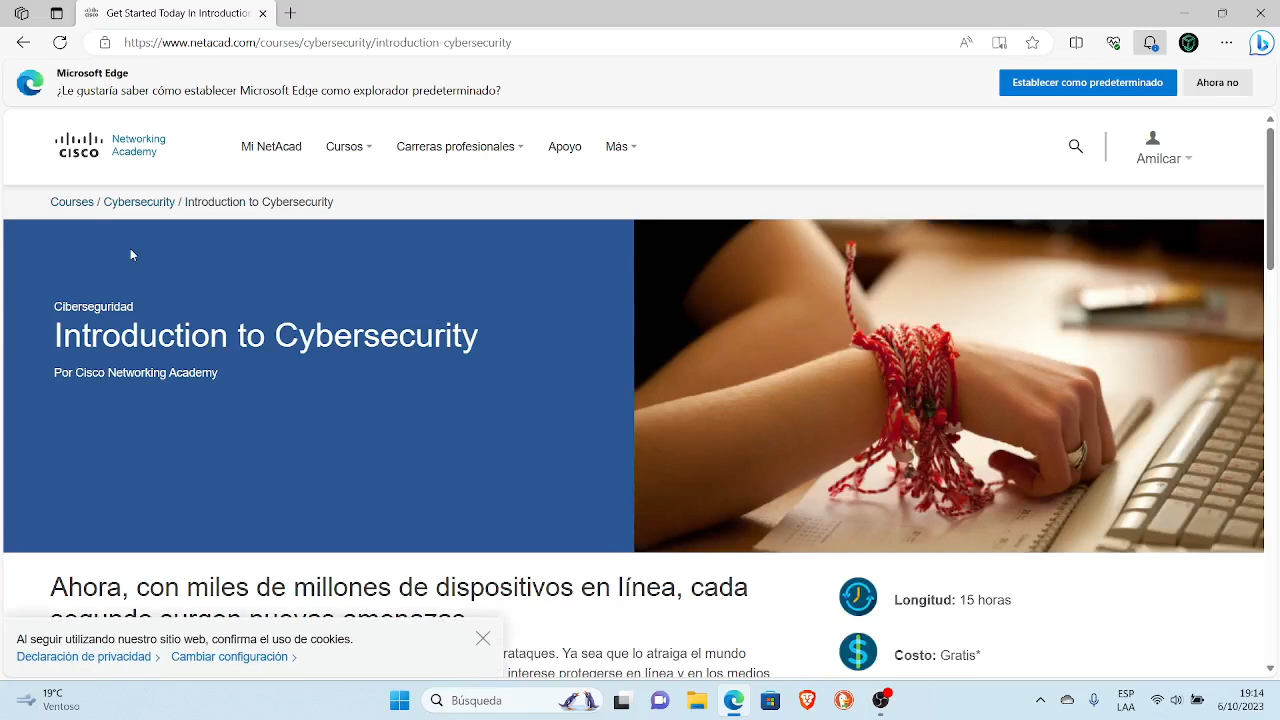 Get Started Today In Introductio
https://www.netacad.com/courses/cybersecurity/introduction-cybersecurity
Microsoft Edge
¿Le gustaría saber cómo establecer Microsoft Edge como explorador predeterminado?
Establecer como predeterminado
Ahora no
CISCO
Networking
Academy
Mi NetAcad
Cursos
Carreras profesionales
Apoyo
Más
Amilcar
Courses / Cybersecurity / Introduction to Cybersecurity
Ciberseguridad
Introduction to Cybersecurity
Por Cisco Networking Academy
Ahora, con miles de millones de dispositivos en línea, cada
segundo surgen nuevas amenazas
Longitud: 15 horas
Costo: Gratis*
Al seguir utilizando nuestro sitio web, confirma el uso de cookies.
Declaración de privacidad >
Cambiar configuración >
rataques. Ya sea que lo atraiga el mundo
interese protegerse en línea y en los medios
19°C
Búsqueda
ESP
LAA
19:14
6/10/2023